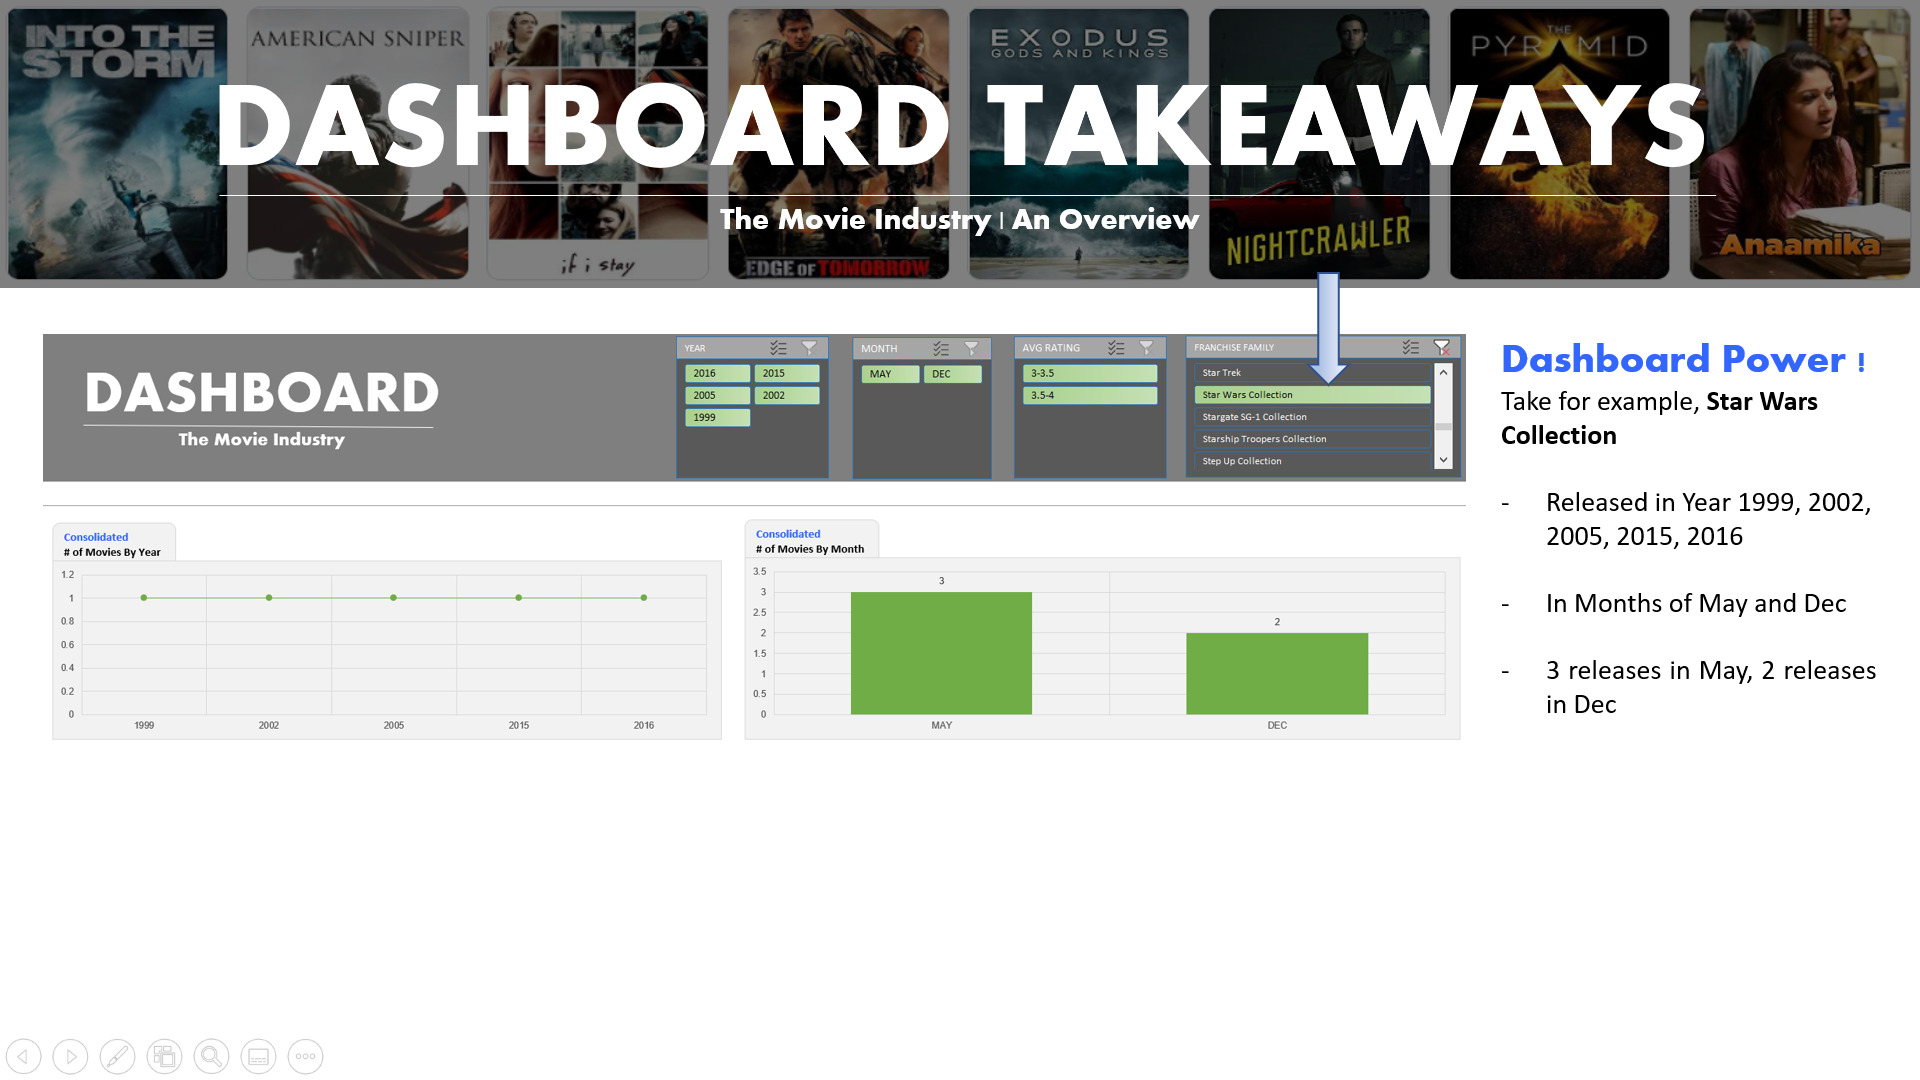 INTO THE
STORM
AMERICAN SNIPER
if i stay
EDGE OF TOMORROW
EXODUS
GODS AND KINGS
NIGHTCRAWLER
THE
PYRAMID
Anaamika
DASHBOARD TAKEAWAYS
The Movie Industry | An Overview
DASHBOARD
The Movie Industry
YEAR
2016 2015
2005 2002
1999
MONTH
MAY DEC
AVG RATING
3-3.5
3.5-4
FRANCHISE FAMILY
Star Trek
Star Wars Collection
Stargate SG-1 Collection
Starship Troopers Collection
Step Up Collection
Consolidated
# of Movies By Year
1.2
1
0.8
0.6
0.4
0.2
0
1999 2002 2005 2015 2016
Consolidated
# of Movies By Month
3.5
3
2.5
2
1.5
1
0.5
0
3
2
MAY DEC
Dashboard Power !
Take for example, Star Wars
Collection
- Released in Year 1999, 2002,
2005, 2015, 2016
- In Months of May and Dec
- 3 releases in May, 2 releases
in Dec